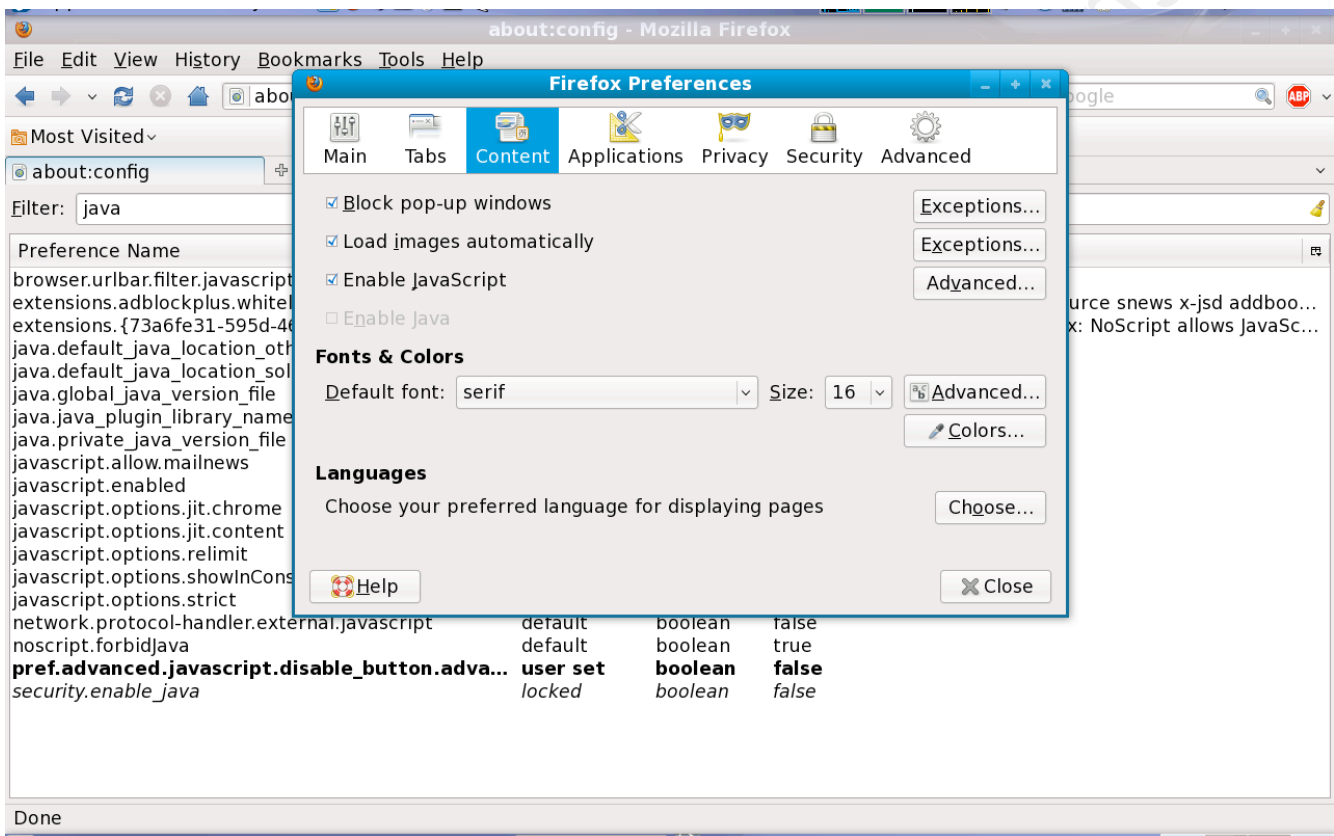 about:config - Mozilla Firefox
File Edit View History Bookmarks Tools Help
Firefox Preferences
abou
oogle
ABP
Most Visited
Main Tabs Content Applications Privacy Security Advanced
about:config
Block pop-up windows Exceptions...
Filter: java
Load images automatically Exceptions...
Preference Name
Enable JavaScript Advanced...
Enable Java
Fonts & Colors
Default font: serif Size: 16 Advanced...
Colors...
Languages
Choose your preferred language for displaying pages Choose...
Help Close
browser.urlbar.filter.javascript
extensions.adblockplus.whitel urce snews x-jsd addboo...
extensions.{73a6fe31-595d-46 x: NoScript allows JavaSc...
java.default_java_location_oth
java.default_java_location_sol
java.global_java_version_file
java.java_plugin_library_name
java.private_java_version_file
javascript.allow.mailnews
javascript.enabled
javascript.options.jit.chrome
javascript.options.jit.content
javascript.options.relimit
javascript.options.showInCons
javascript.options.strict
network.protocol-handler.external.javascript default boolean false
noscript.forbidJava default boolean true
pref.advanced.javascript.disable_button.adva... user set boolean false
security.enable_java locked boolean false
Done